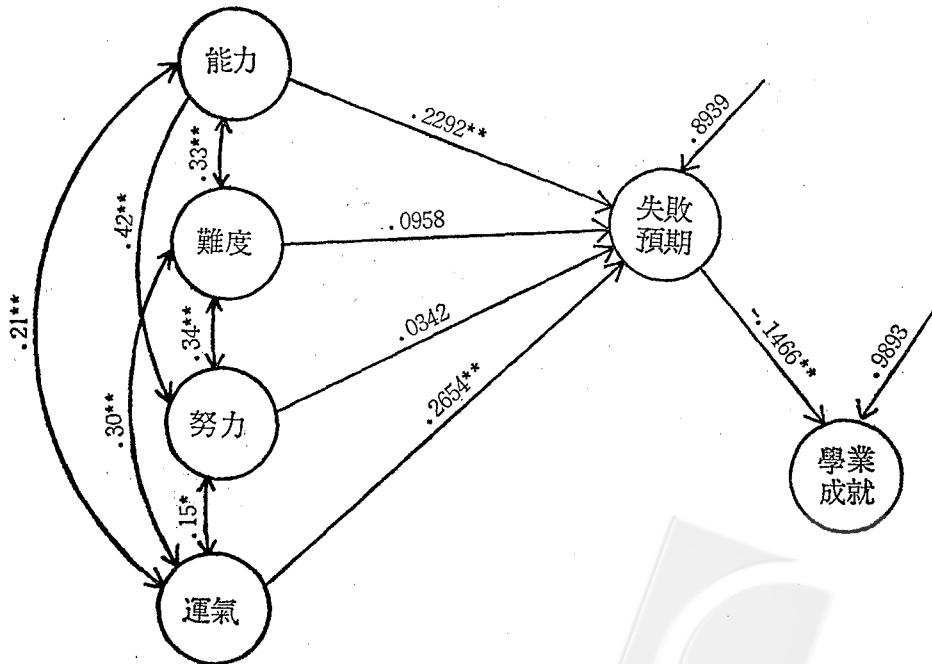 能力
.2292**
.8939
.33**
失敗
預期
難度
.0958
.42**
.21**
.34**
.0342
-.1466**
.9893
.30**
努力
.2654**
學業
成就
.15*
運氣